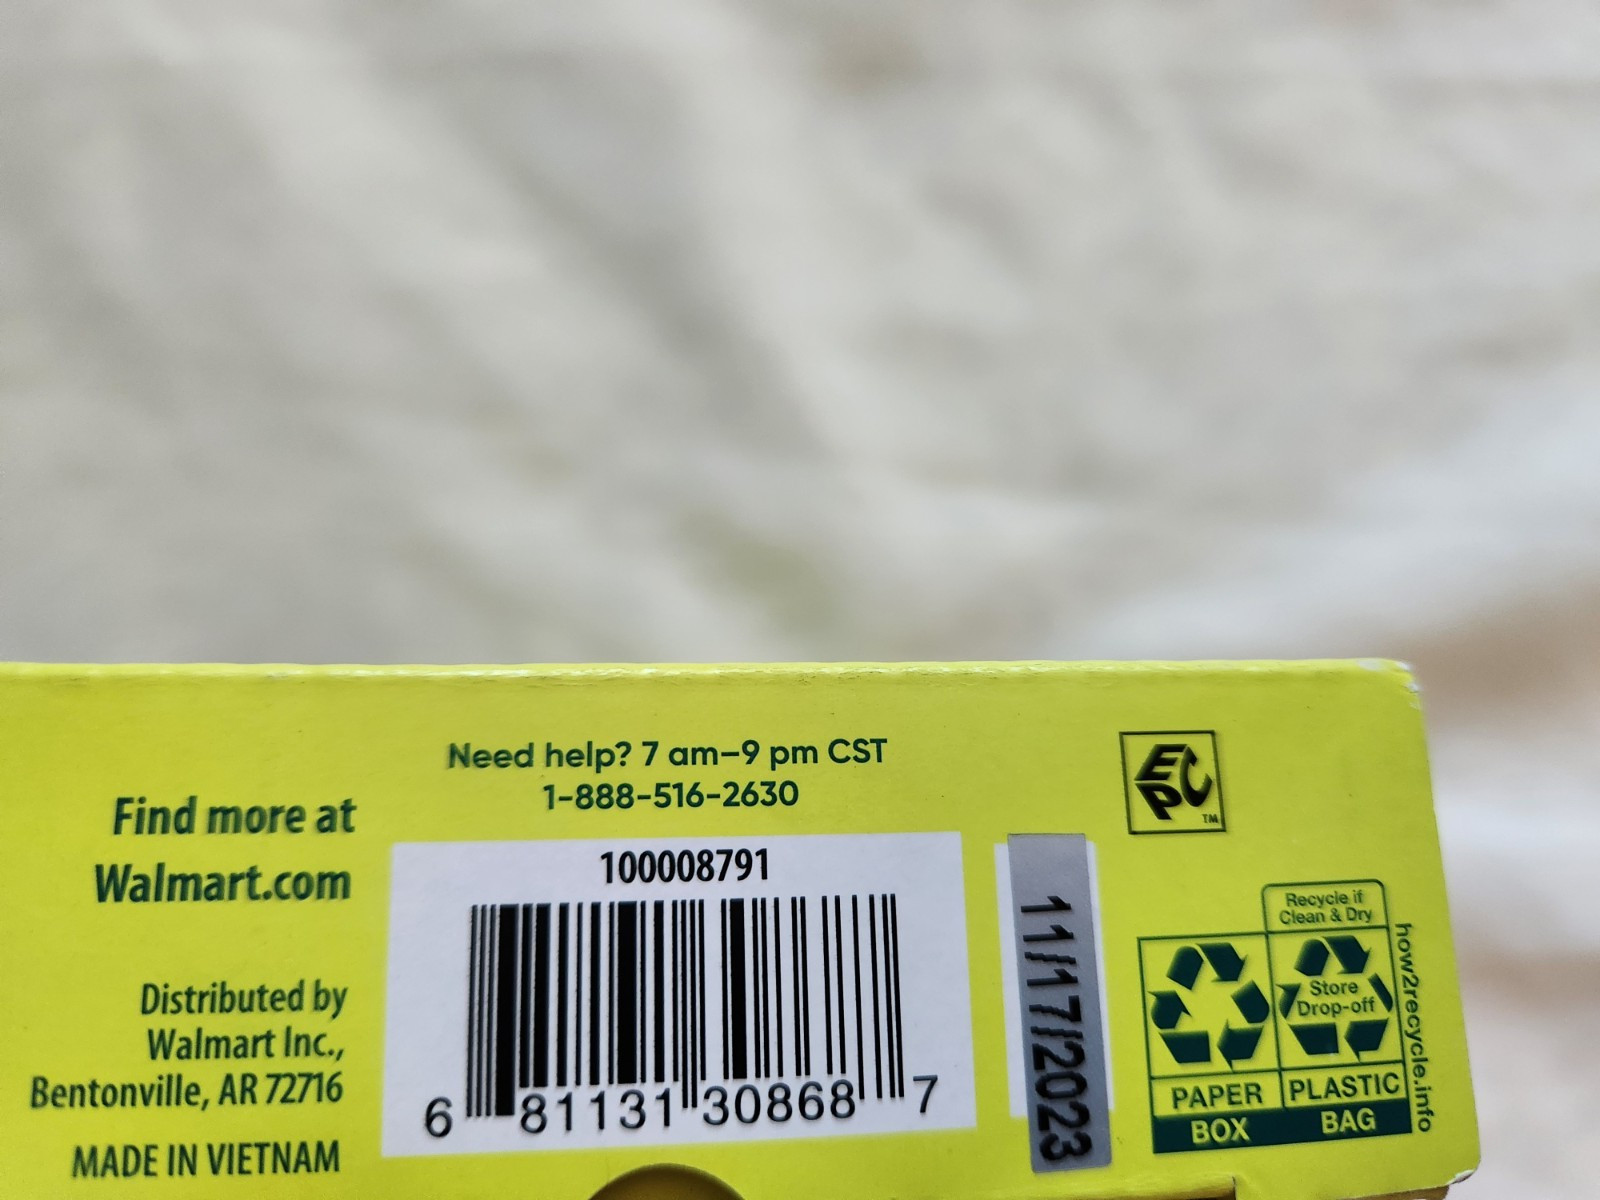 Need help? 7 am–9 pm CST
1-888-516-2630
Find more at
Walmart.com
Distributed by
Walmart Inc.,
Bentonville, AR 72716
MADE IN VIETNAM
100008791
6 81131 30868 7
11/17/2023
EPC TM
Recycle if
Clean & Dry
Store
Drop-off
PAPER
BOX
PLASTIC
BAG
how2recycle.info